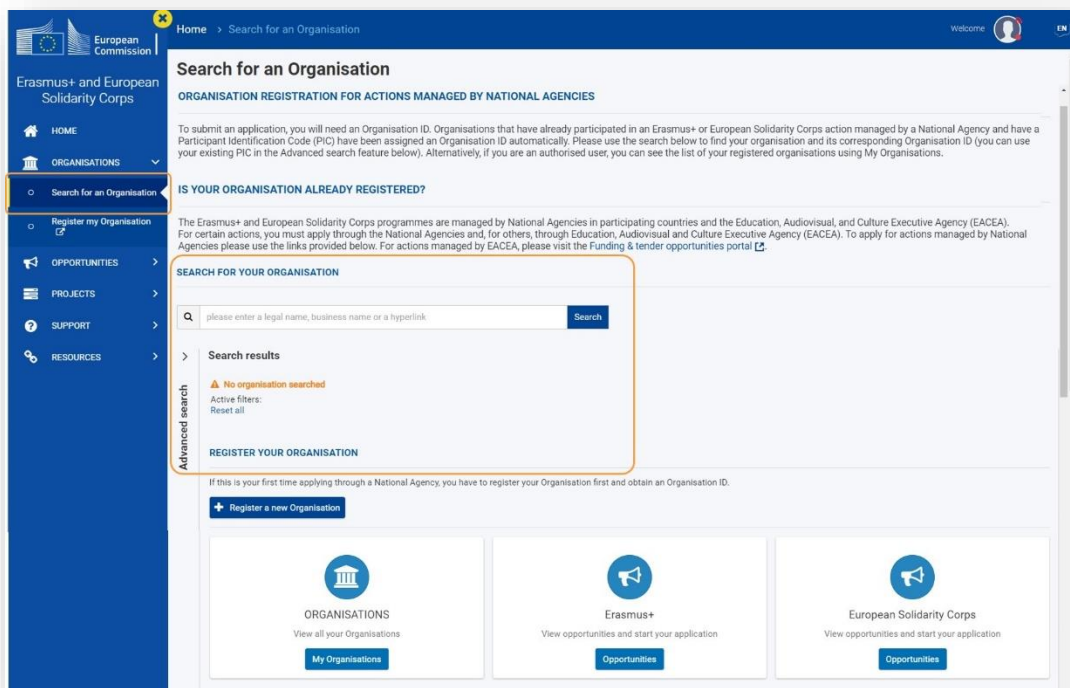 European
Commission
Erasmus+ and European
Solidarity Corps
HOME
ORGANISATIONS
Search for an Organisation
Register my Organisation
OPPORTUNITIES
PROJECTS
SUPPORT
RESOURCES
Home > Search for an Organisation
Welcome
EN
Search for an Organisation
ORGANISATION REGISTRATION FOR ACTIONS MANAGED BY NATIONAL AGENCIES
To submit an application, you will need an Organisation ID. Organisations that have already participated in an Erasmus+ or European Solidarity Corps action managed by a National Agency and have a
Participant Identification Code (PIC) have been assigned an Organisation ID automatically. Please use the search below to find your organisation and its corresponding Organisation ID (you can use
your existing PIC in the Advanced search feature below). Alternatively, if you are an authorised user, you can see the list of your registered organisations using My Organisations.
IS YOUR ORGANISATION ALREADY REGISTERED?
The Erasmus+ and European Solidarity Corps programmes are managed by National Agencies in participating countries and the Education, Audiovisual, and Culture Executive Agency (EACEA).
For certain actions, you must apply through the National Agencies and, for others, through Education, Audiovisual and Culture Executive Agency (EACEA). To apply for actions managed by National
Agencies please use the links provided below. For actions managed by EACEA, please visit the Funding & tender opportunities portal.
SEARCH FOR YOUR ORGANISATION
please enter a legal name, business name or a hyperlink
Search
Advanced search
Search results
No organisation searched
Active filters:
Reset all
REGISTER YOUR ORGANISATION
If this is your first time applying through a National Agency, you have to register your Organisation first and obtain an Organisation ID.
+ Register a new Organisation
ORGANISATIONS
View all your Organisations
My Organisations
Erasmus+
View opportunities and start your application
Opportunities
European Solidarity Corps
View opportunities and start your application
Opportunities